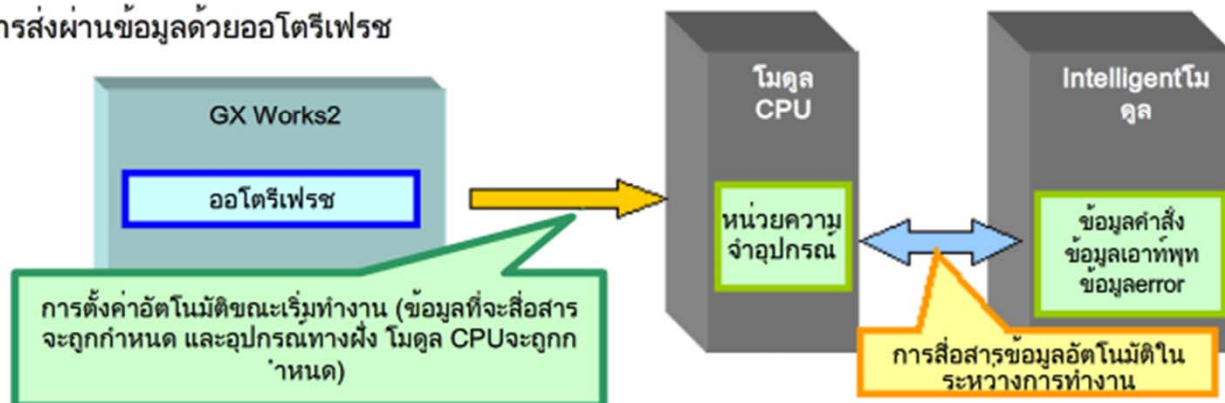 ารส่งผ่านข้อมูลด้วยออโตรีเฟรช
GX Works2
ออโตรีเฟรช
การตั้งค่าอัตโนมัติขณะเริ่มทำงาน (ข้อมูลที่จะสื่อสาร
จะถูกกำหนด และอุปกรณ์ทางฝั่ง โมดูล CPUจะถูกก
ำหนด)
โมดูล
CPU
หน่วยความ
จำอุปกรณ์
Intelligentโม
ดูล
ข้อมูลคำสั่ง
ข้อมูลเอาท์พุท
ข้อมูลerror
การสื่อสารข้อมูลอัตโนมัติใน
ระหว่างการทำงาน